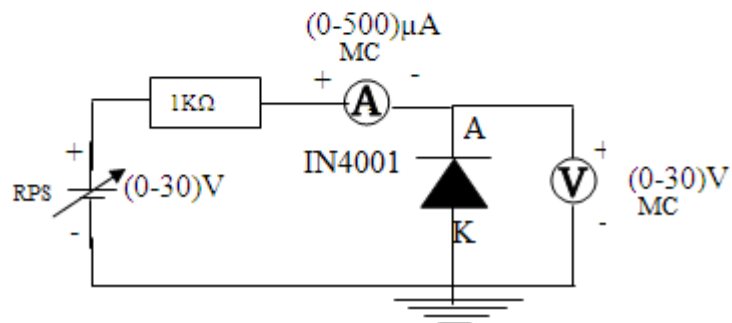 (0-500)µA
MC
+ -
1KΩ
A
A
+
IN4001
+
RPS
(0-30)V
V
(0-30)V
MC
K
-
-